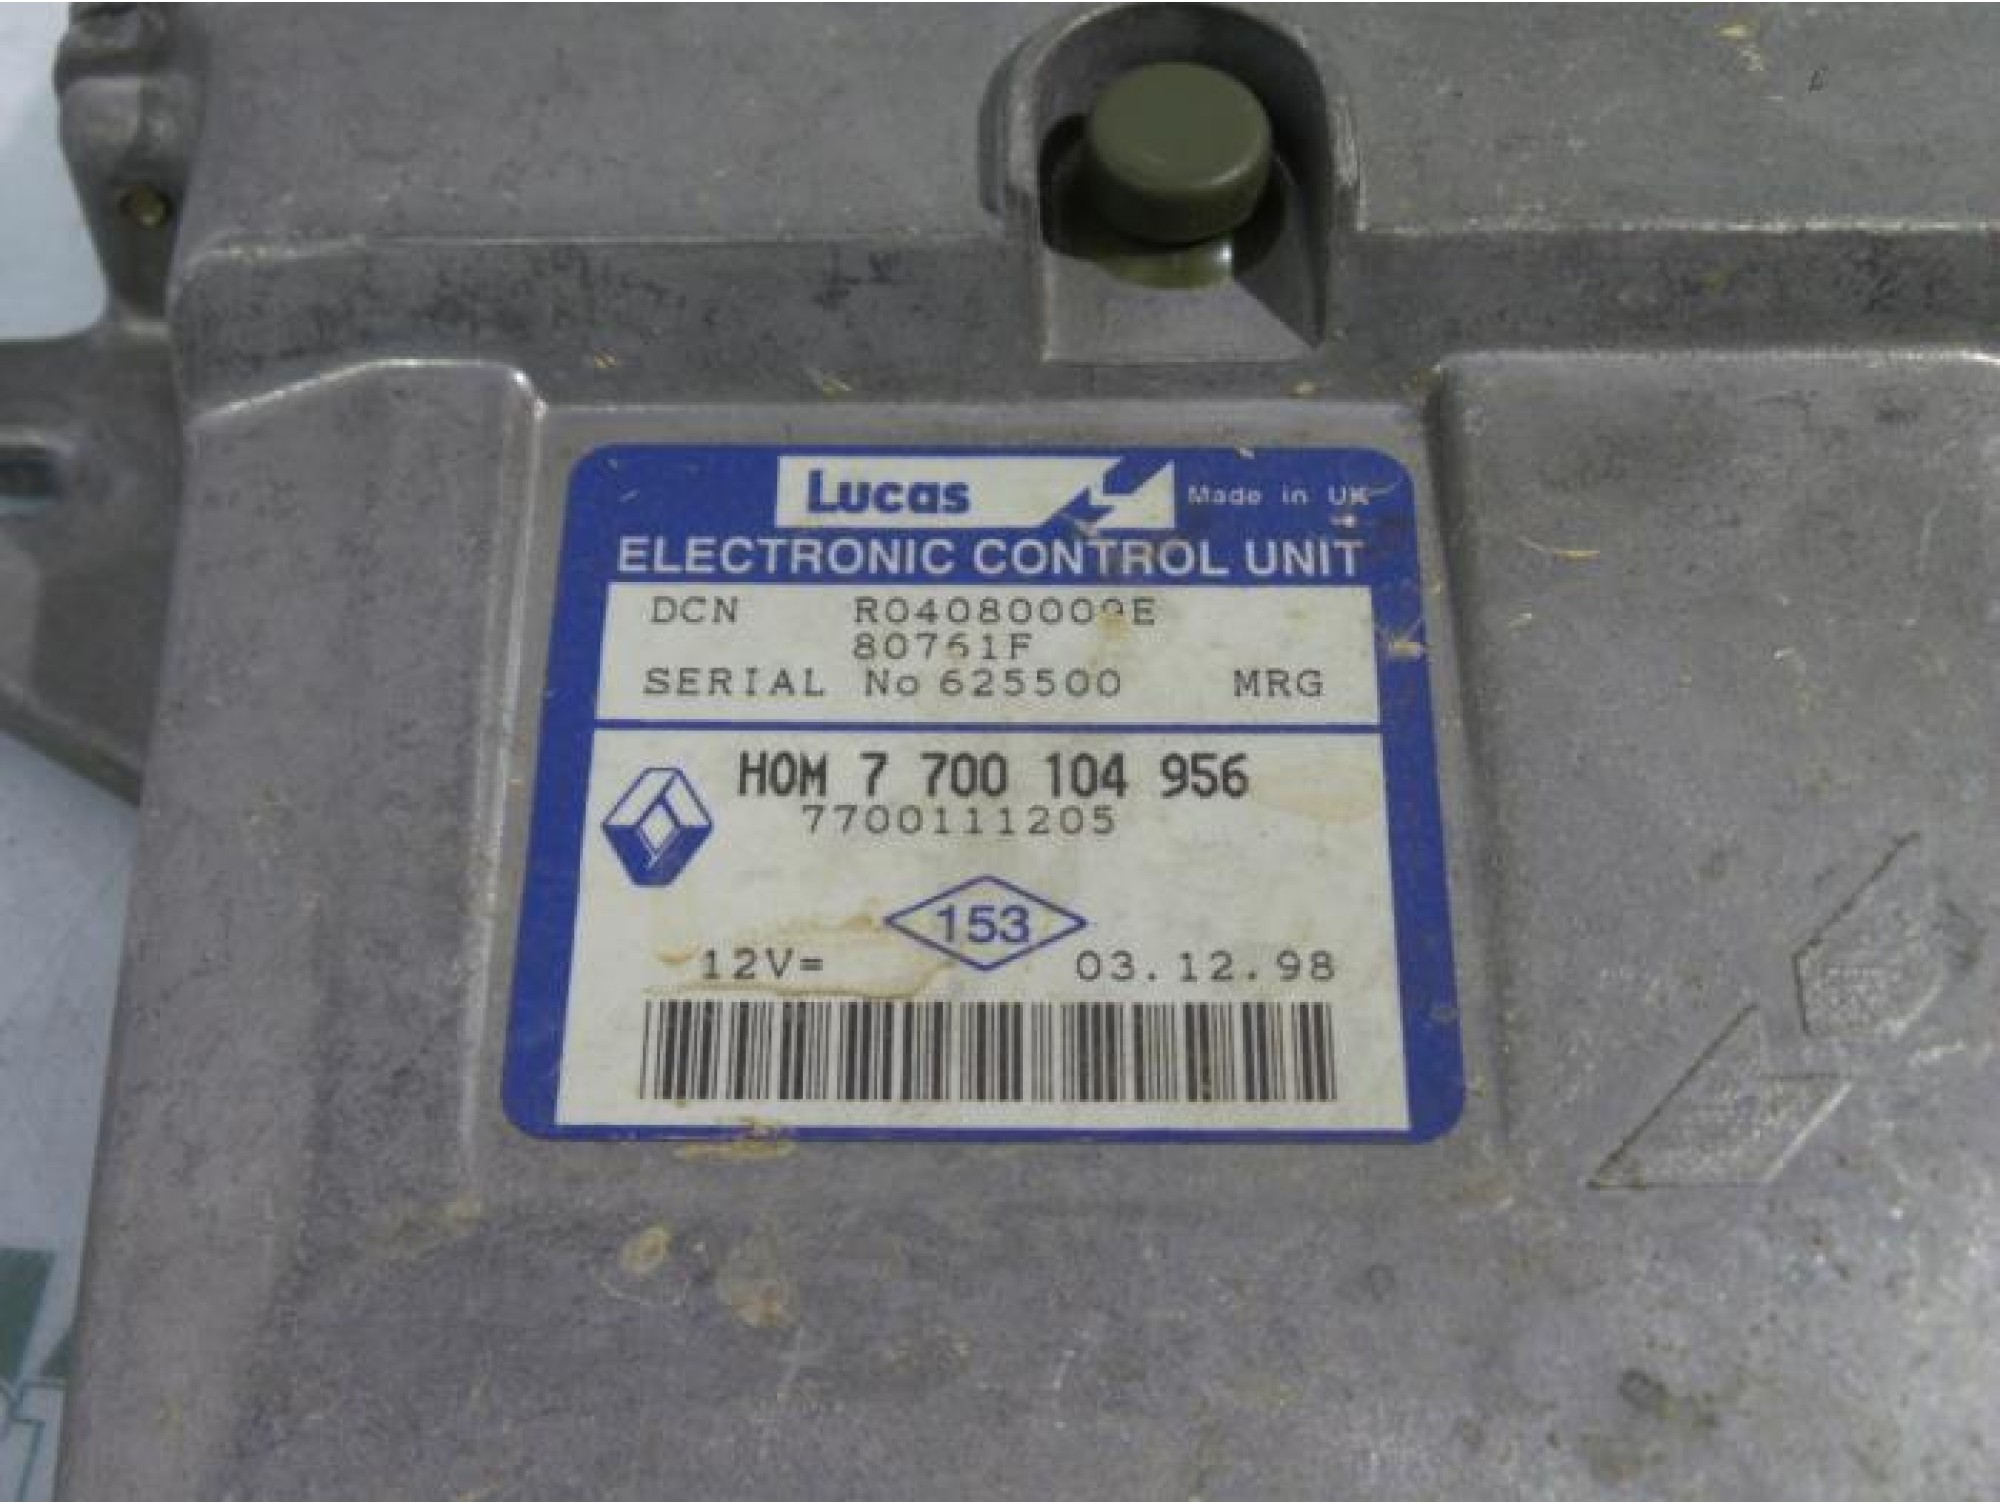 Lucas Made in UK
ELECTRONIC CONTROL UNIT
DCN R04080009E
80761F
SERIAL No 625500 MRG
HOM 7 700 104 956
7700111205
153
12V= 03.12.98